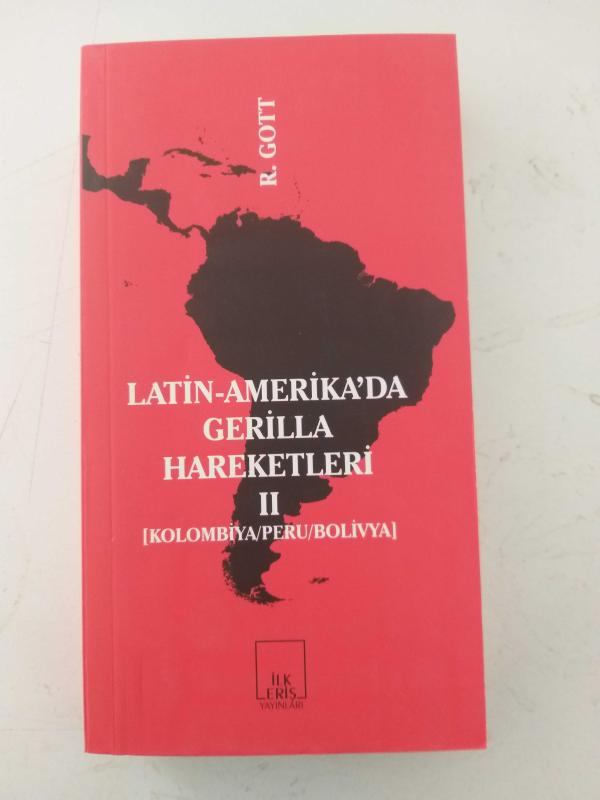 R. GOTT
LATİN-AMERİKA'DA
GERİLLA
HAREKETLERİ
II
[KOLOMBİYA/PERU/BOLİVYA]
İLK
ERİŞ
YAYINLARI